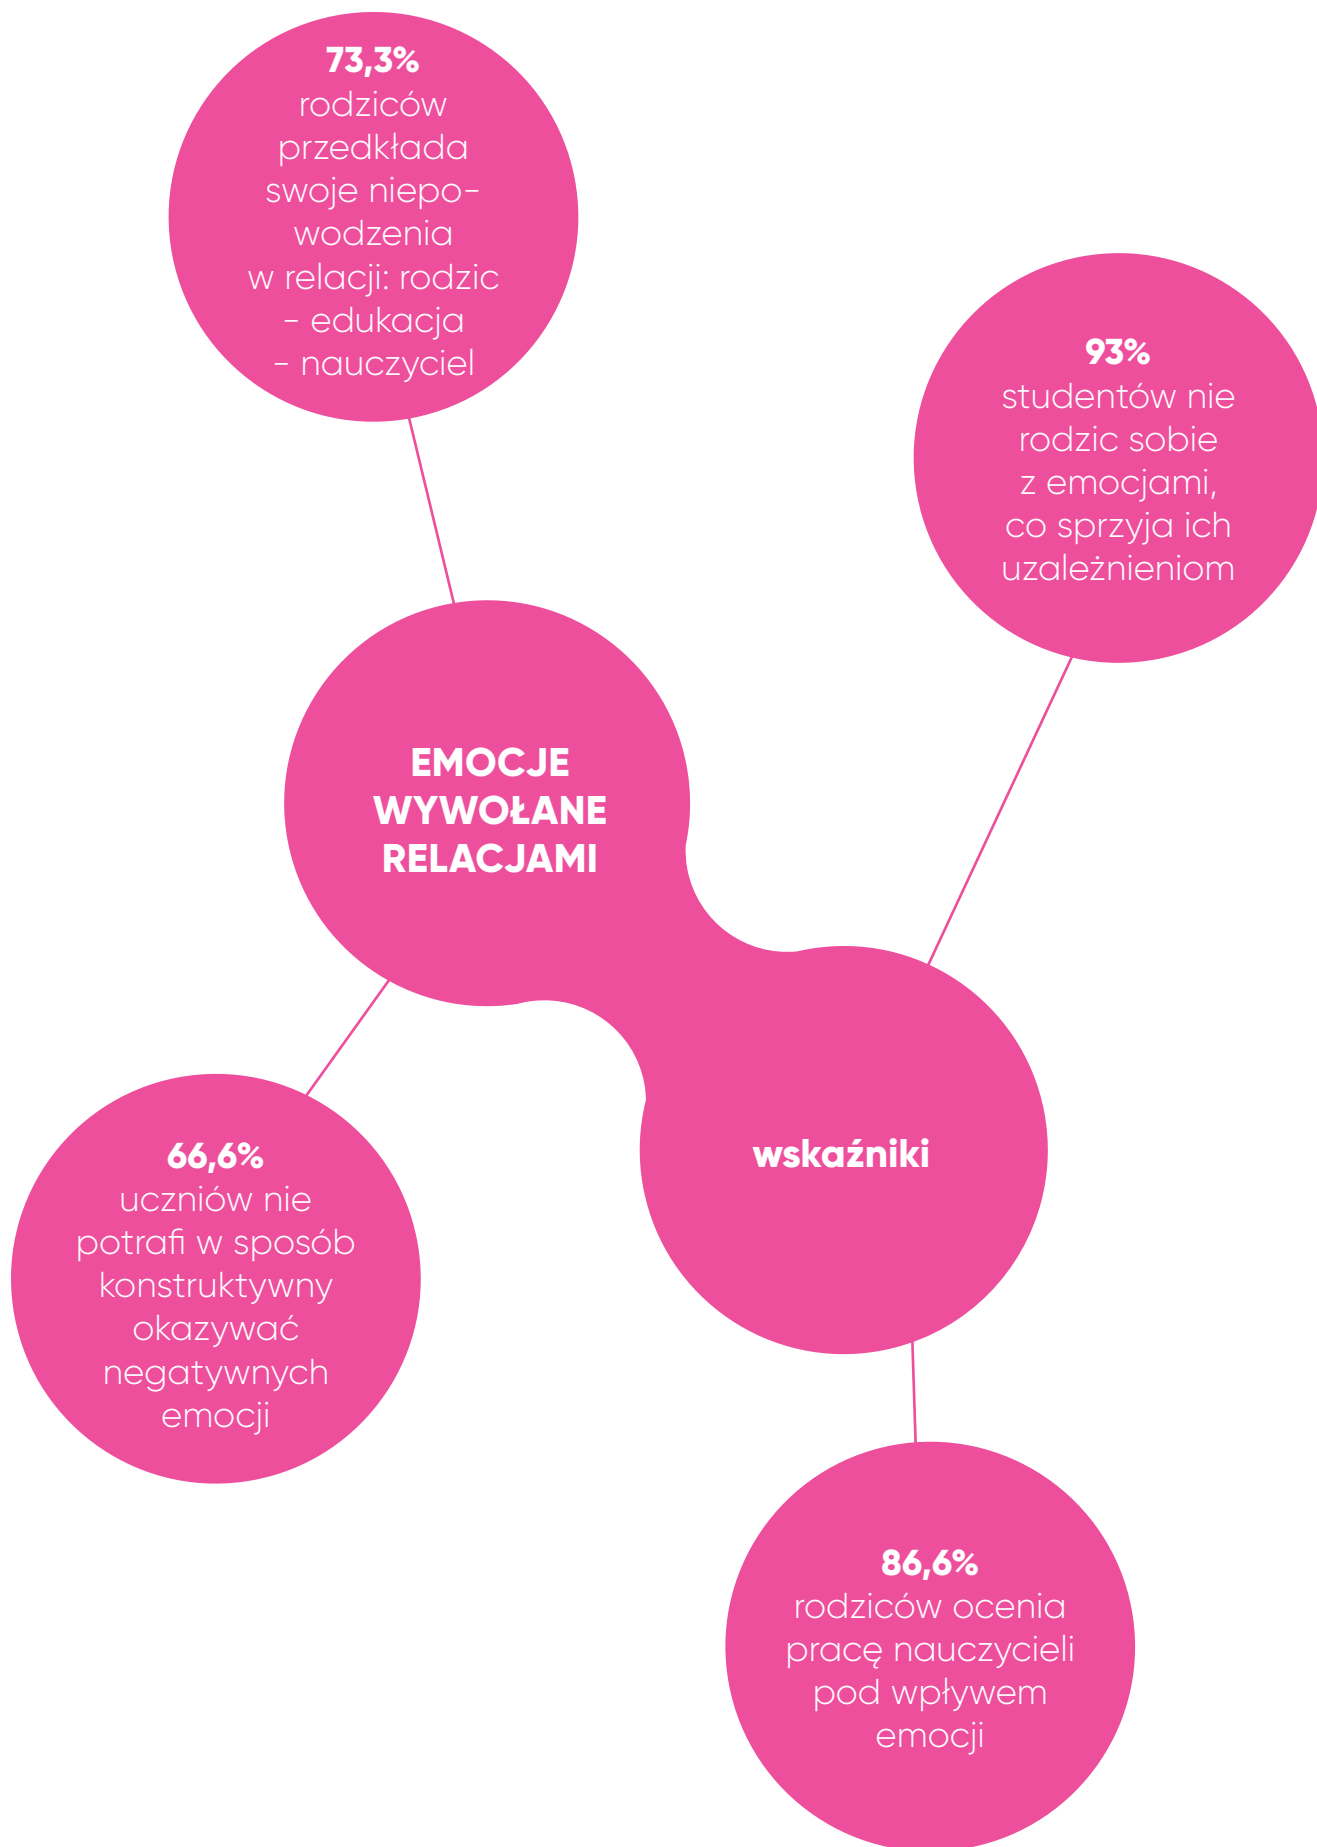 73,3%
rodziców
przedkłada
swoje niepo-
wodzenia
w relacji: rodzic
- edukacja
- nauczyciel
93%
studentów nie
rodzic sobie
z emocjami,
co sprzyja ich
uzależnieniom
EMOCJE
WYWOŁANE
RELACJAMI
wskaźniki
66,6%
uczniów nie
potrafi w sposób
konstruktywny
okazywać
negatywnych
emocji
86,6%
rodziców ocenia
pracę nauczycieli
pod wpływem
emocji